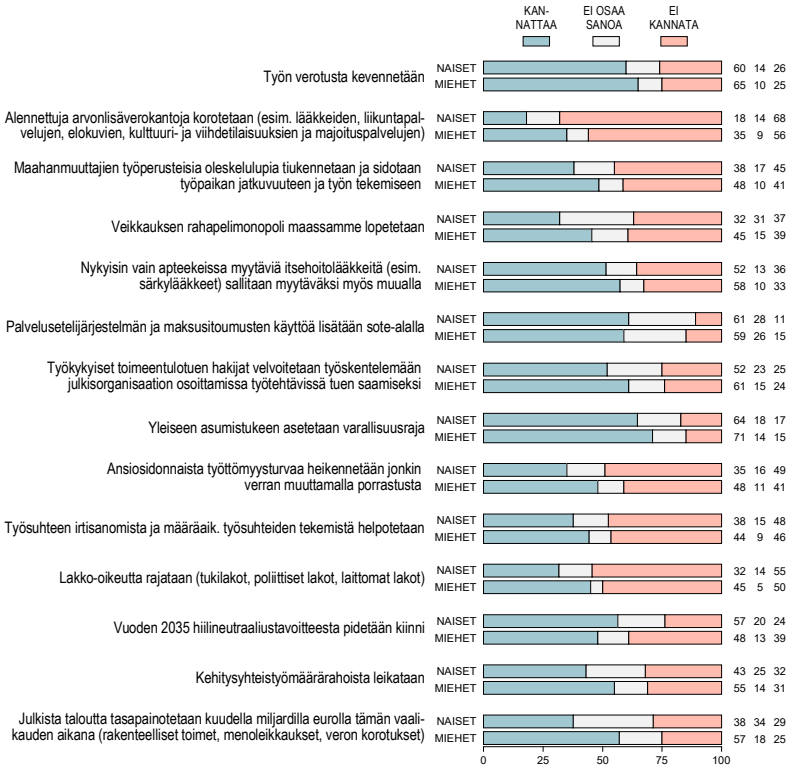 KAN-
NATTAA
EI OSAA
SANOA
EI
KANNATA
Työn verotusta kevennetään
NAISET 60 14 26
MIEHET 65 10 25
Alennettuja arvonlisäverokantoja korotetaan (esim. lääkkeiden, liikuntapal-
velujen, elokuvien, kulttuuri- ja viihdetilaisuuksien ja majoituspalvelujen)
NAISET 18 14 68
MIEHET 35 9 56
Maahanmuuttajien työperusteisia oleskelulupia tiukennetaan ja sidotaan
työpaikan jatkuvuuteen ja työn tekemiseen
NAISET 38 17 45
MIEHET 48 10 41
Veikkauksen rahapelimonopoli maassamme lopetetaan
NAISET 32 31 37
MIEHET 45 15 39
Nykyisin vain apteekeissa myytäviä itsehoitolääkkeitä (esim.
särkylääkkeet) sallitaan myytäväksi myös muualla
NAISET 52 13 36
MIEHET 58 10 33
Palvelusetelijärjestelmän ja maksusitoumusten käyttöä lisätään sote-alalla
NAISET 61 28 11
MIEHET 59 26 15
Työkykyiset toimeentulotuen hakijat velvoitetaan työskentelemään
julkisorganisaation osoittamissa työtehtävissä tuen saamiseksi
NAISET 52 23 25
MIEHET 61 15 24
Yleiseen asumistukeen asetetaan varallisuusraja
NAISET 64 18 17
MIEHET 71 14 15
Ansiosidonnaista työttömyysturvaa heikennetään jonkin
verran muuttamalla porrastusta
NAISET 35 16 49
MIEHET 48 11 41
Työsuhteen irtisanomista ja määräaik. työsuhteiden tekemistä helpotetaan
NAISET 38 15 48
MIEHET 44 9 46
Lakko-oikeutta rajataan (tukilakot, poliittiset lakot, laittomat lakot)
NAISET 32 14 55
MIEHET 45 5 50
Vuoden 2035 hiilineutraaliustavoitteesta pidetään kiinni
NAISET 57 20 24
MIEHET 48 13 39
Kehitysyhteistyömäärärahoista leikataan
NAISET 43 25 32
MIEHET 55 14 31
Julkista taloutta tasapainotetaan kuudella miljardilla eurolla tämän vaali-
kauden aikana (rakenteelliset toimet, menoleikkaukset, veron korotukset)
NAISET 38 34 29
MIEHET 57 18 25
0 25 50 75 100